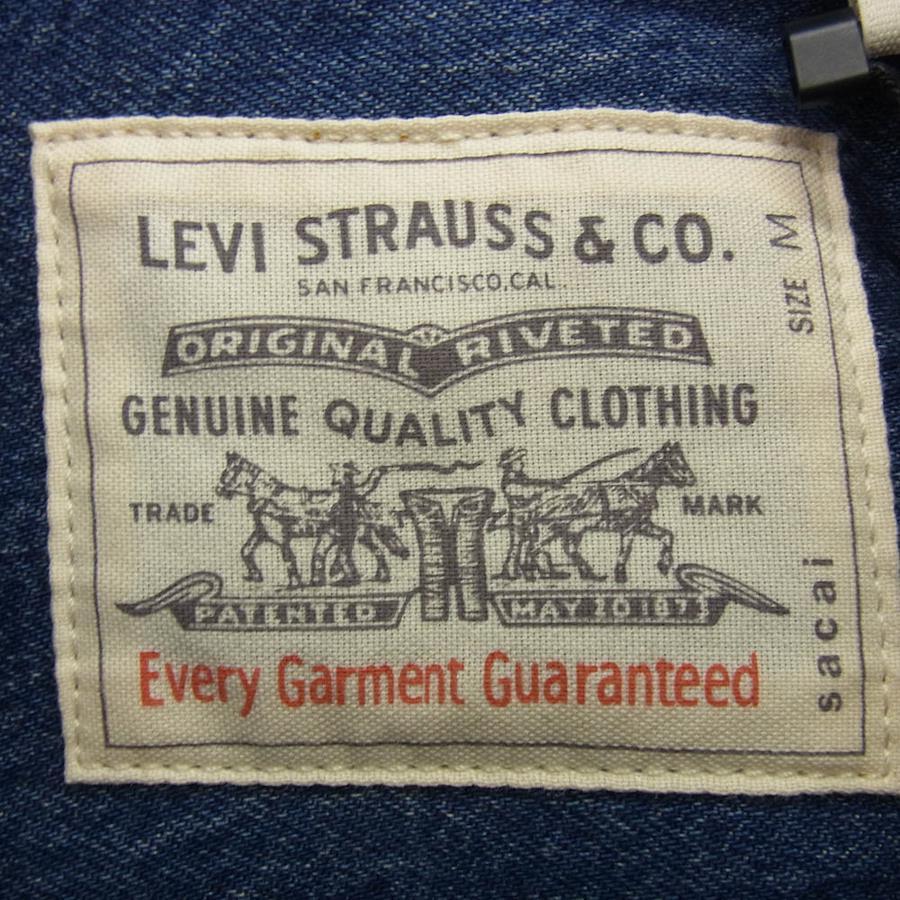 LEVI STRAUSS & CO.
SAN FRANCISCO, CAL.
ORIGINAL RIVETED
GENUINE QUALITY CLOTHING
TRADE MARK
PATENTED MAY 20 1873
Every Garment Guaranteed
SIZE M
sacai